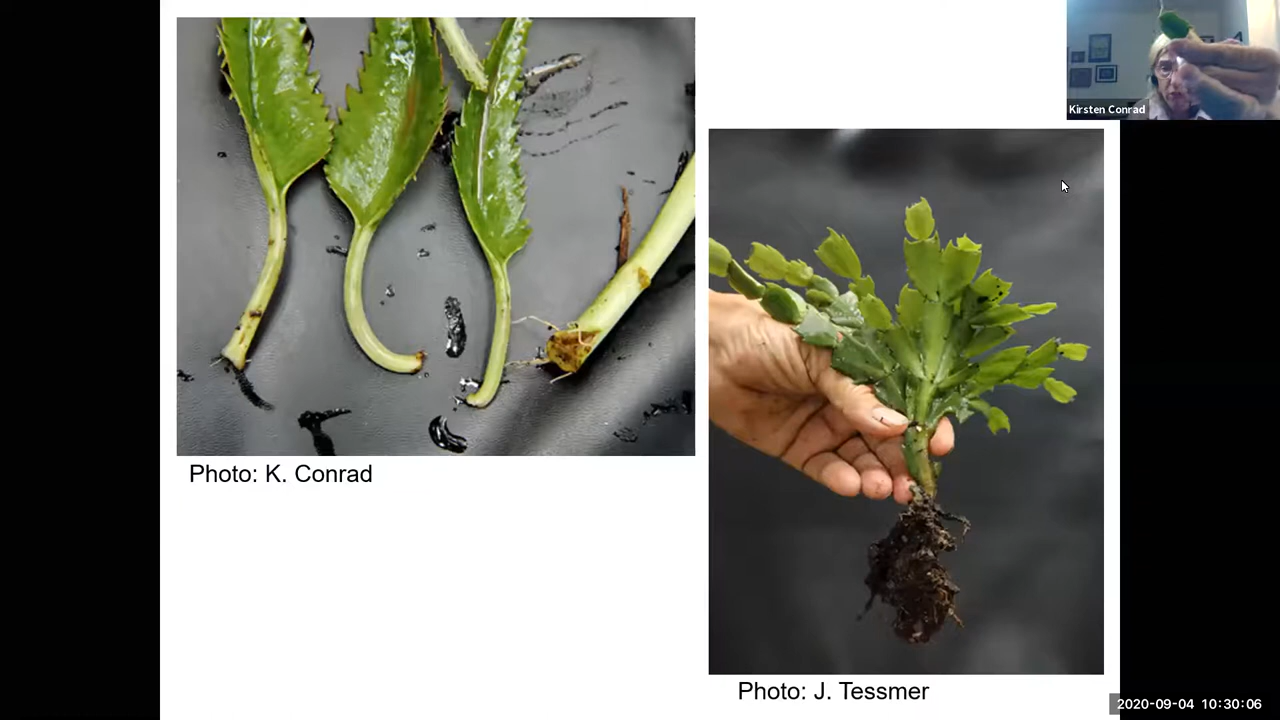 Kirsten Conrad
Photo: K. Conrad
Photo: J. Tessmer
2020-09-04 10:30:06